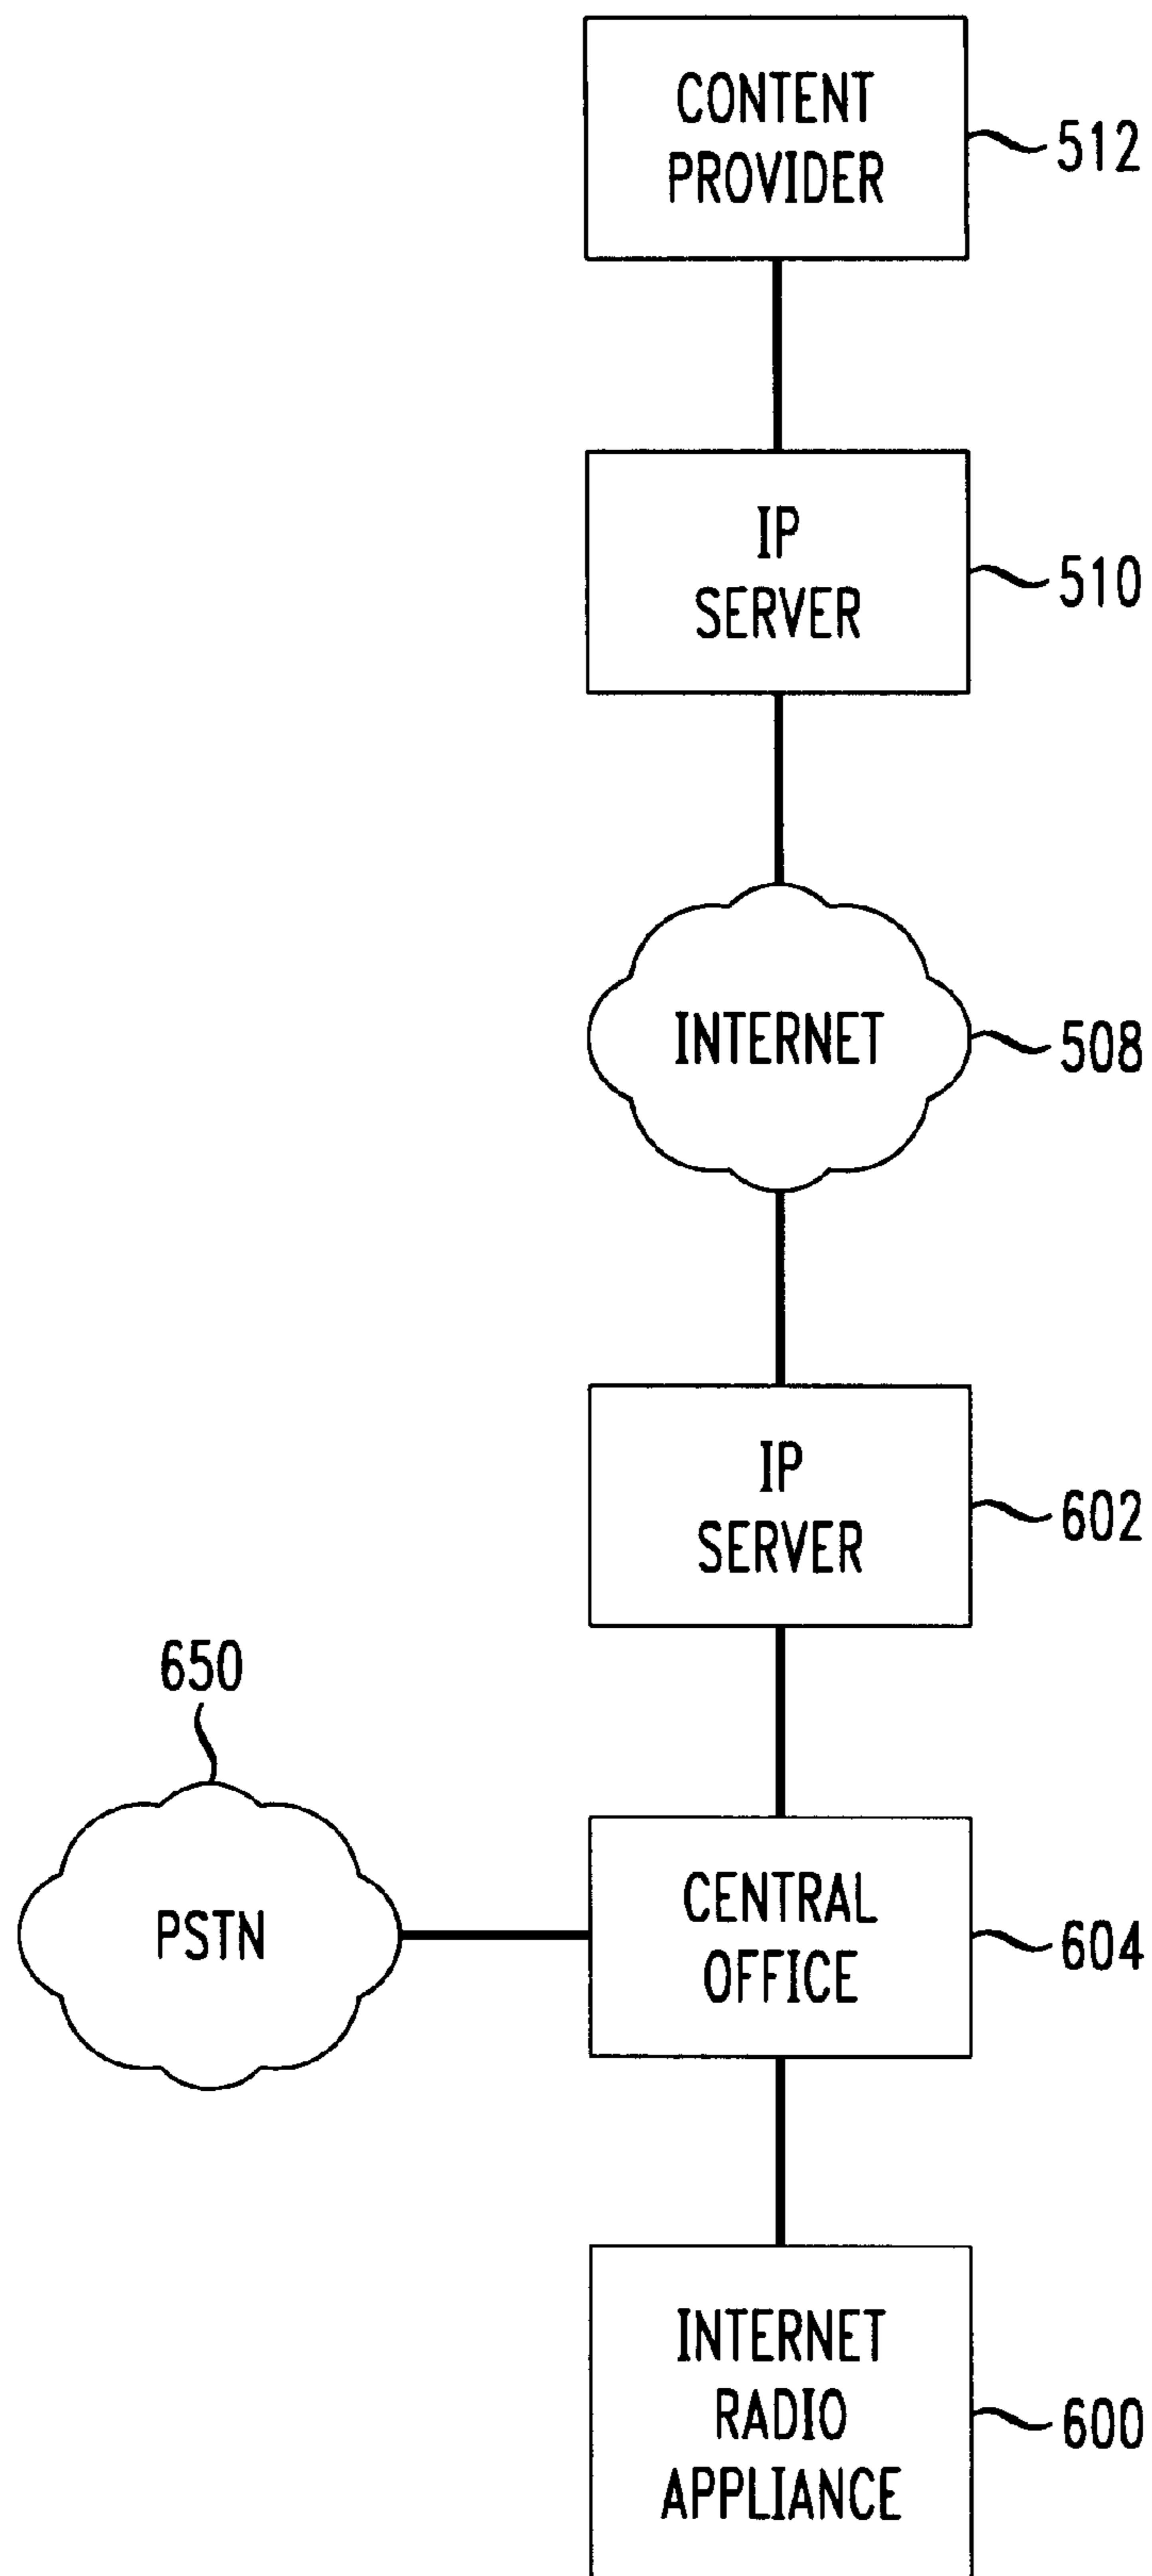 CONTENT
PROVIDER
512
IP
SERVER
510
INTERNET
508
IP
SERVER
602
650
PSTN
CENTRAL
OFFICE
604
INTERNET
RADIO
APPLIANCE
600